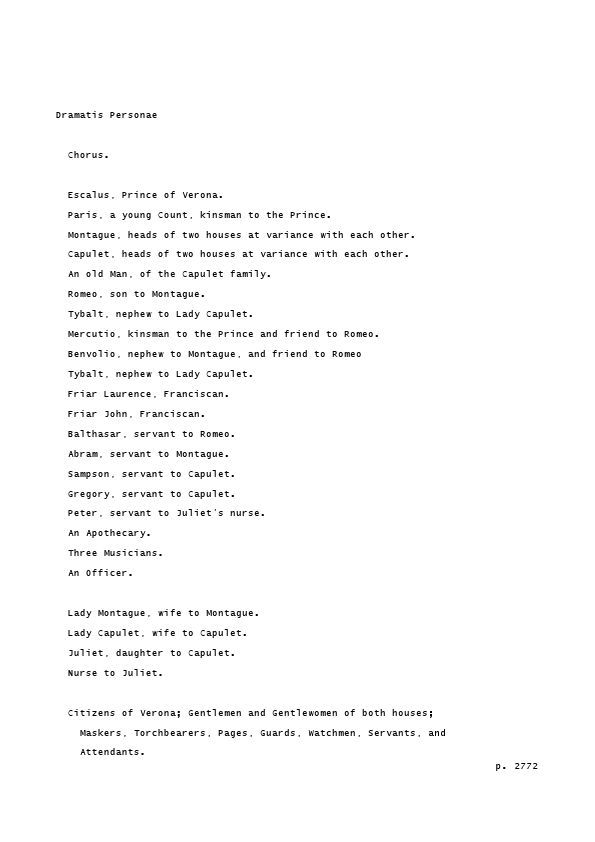 Dramatis Personae
Chorus.
Escalus, Prince of Verona.
Paris, a young Count, kinsman to the Prince.
Montague, heads of two houses at variance with each other.
Capulet, heads of two houses at variance with each other.
An old Man, of the Capulet family.
Romeo, son to Montague.
Tybalt, nephew to Lady Capulet.
Mercutio, kinsman to the Prince and friend to Romeo.
Benvolio, nephew to Montague, and friend to Romeo
Tybalt, nephew to Lady Capulet.
Friar Laurence, Franciscan.
Friar John, Franciscan.
Balthasar, servant to Romeo.
Abram, servant to Montague.
Sampson, servant to Capulet.
Gregory, servant to Capulet.
Peter, servant to Juliet's nurse.
An Apothecary.
Three Musicians.
An Officer.
Lady Montague, wife to Montague.
Lady Capulet, wife to Capulet.
Juliet, daughter to Capulet.
Nurse to Juliet.
Citizens of Verona; Gentlemen and Gentlewomen of both houses;
Maskers, Torchbearers, Pages, Guards, Watchmen, Servants, and
Attendants.
p. 2772